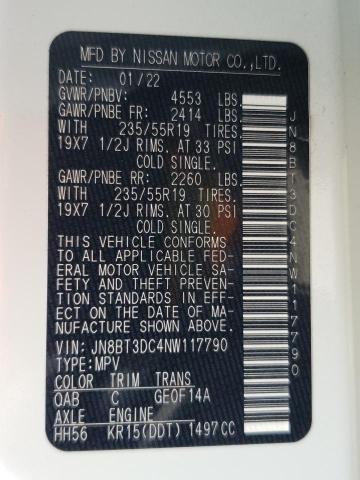 MFD BY NISSAN MOTOR CO.,LTD.
DATE: 01/22
GVWR/PNBV: 4553 LBS.
GAWR/PNBE FR: 2414 LBS.
WITH 235/55R19 TIRES.
19X7 1/2J RIMS. AT 33 PSI
COLD SINGLE.
GAWR/PNBE RR: 2260 LBS.
WITH 235/55R19 TIRES.
19X7 1/2J RIMS. AT 30 PSI
COLD SINGLE.
THIS VEHICLE CONFORMS
TO ALL APPLICABLE FED-
ERAL MOTOR VEHICLE SA-
FETY AND THEFT PREVEN-
TION STANDARDS IN EFF-
ECT ON THE DATE OF MA-
NUFACTURE SHOWN ABOVE.
VIN: JN8BT3DC4NW117790
TYPE: MPV
COLOR TRIM TRANS
QAB C GE0F14A
AXLE ENGINE
HH56 KR15(DDT) 1497CC
JN8BT3DC4NW117790